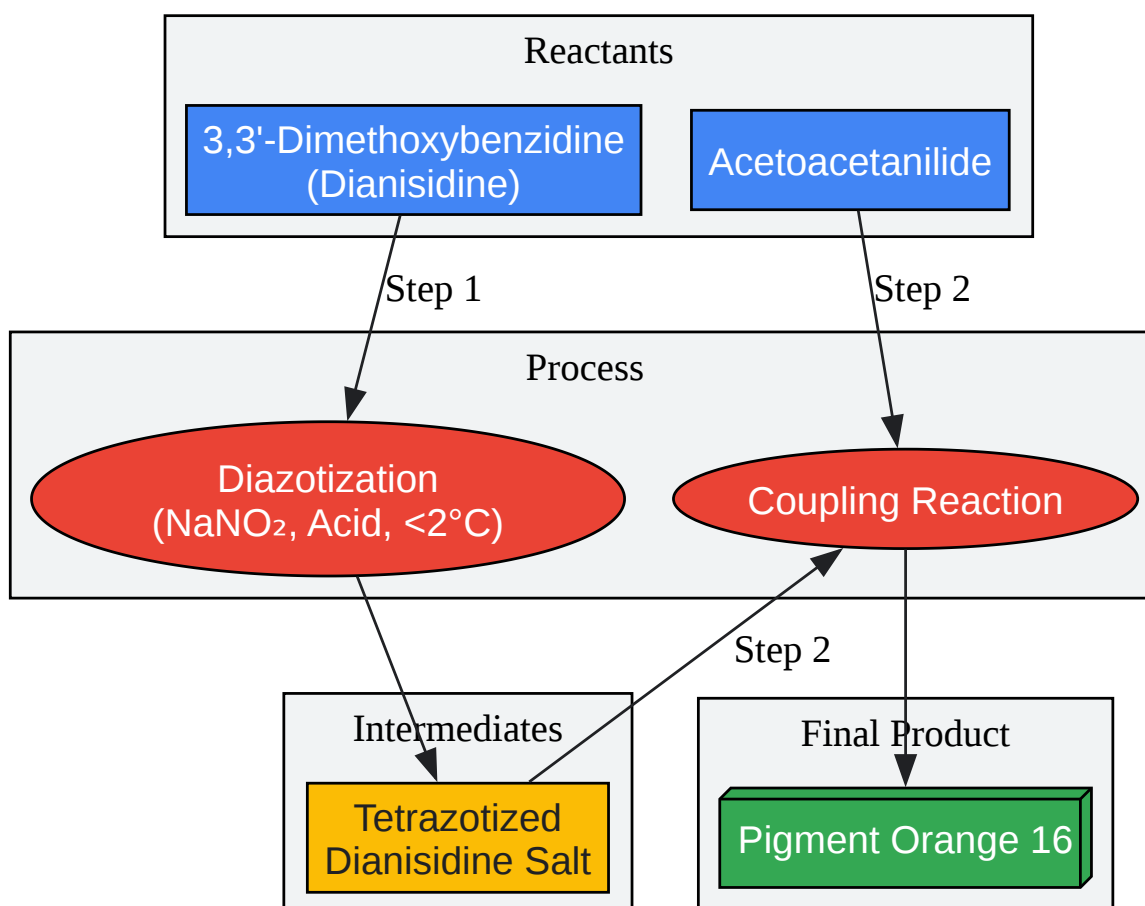 Reactants
3,3'-Dimethoxybenzidine
(Dianisidine)
Acetoacetanilide
Step 1
Step 2
Process
Diazotization
(NaNO₂, Acid, <2°C)
Coupling Reaction
Step 2
Intermediates
Tetrazotized
Dianisidine Salt
Final Product
Pigment Orange 16